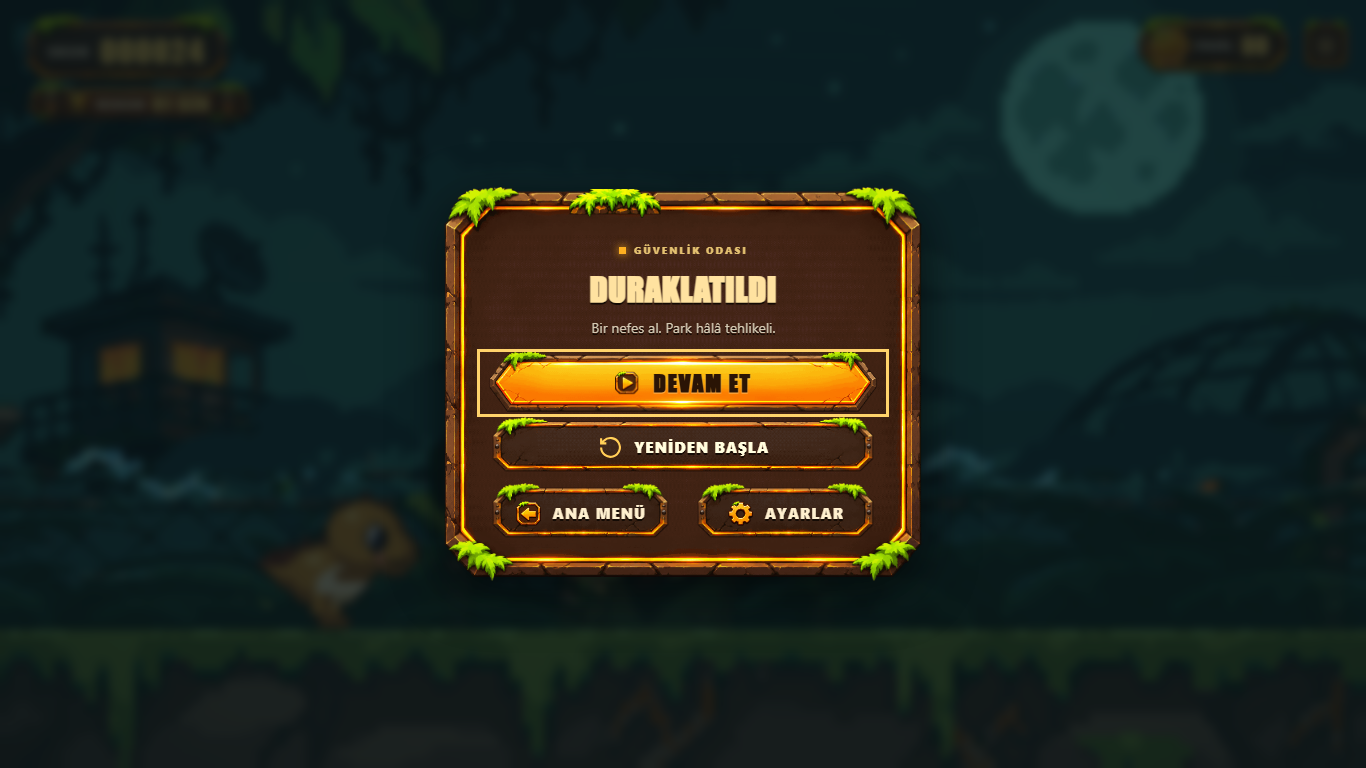 GÜVENLİK ODASI
DURAKLATILDI
Bir nefes al. Park hâlâ tehlikeli.
DEVAM ET
YENİDEN BAŞLA
ANA MENÜ
AYARLAR